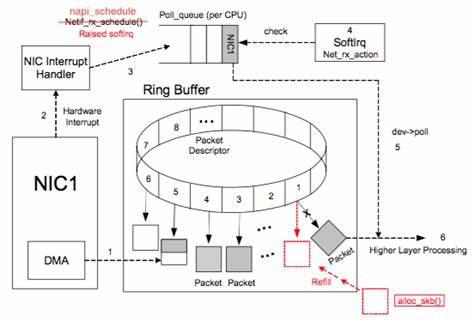 napi_schedule
Netif_rx_schedule()
Raised softirq
Poll_queue (per CPU)
NIC1
check
4
SoftIrq
Net_rx_action
NIC Interrupt
Handler
3
2
Hardware
Interrupt
Ring Buffer
dev->poll
5
8
...
7
Packet
Descriptor
6
5
4
3
2
1
NIC1
DMA
1
...
...
Packet
Packet
Packet
6
Higher Layer Processing
Refill
alloc_skb()